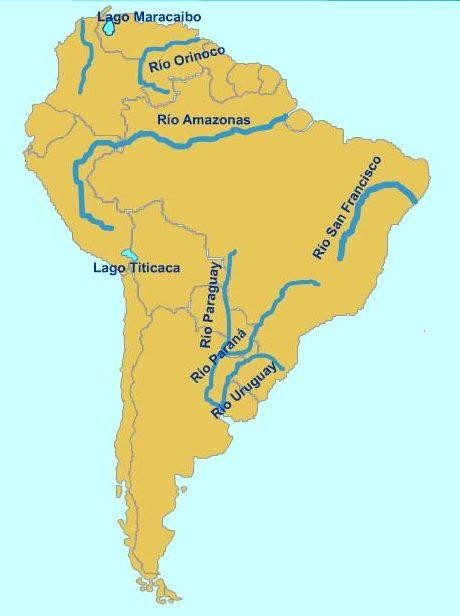 Lago Maracaibo
Río Orinoco
Río Amazonas
Río San Francisco
Lago Titicaca
Río Paraguay
Río Paraná
Río Uruguay